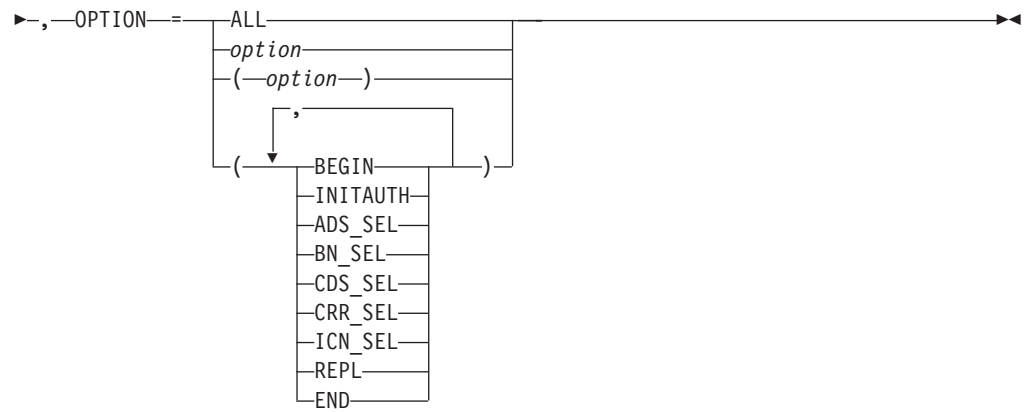 , OPTION = ALL
option
( option )
,
( BEGIN )
INITAUTH
ADS_SEL
BN_SEL
CDS_SEL
CRR_SEL
ICN_SEL
REPL
END